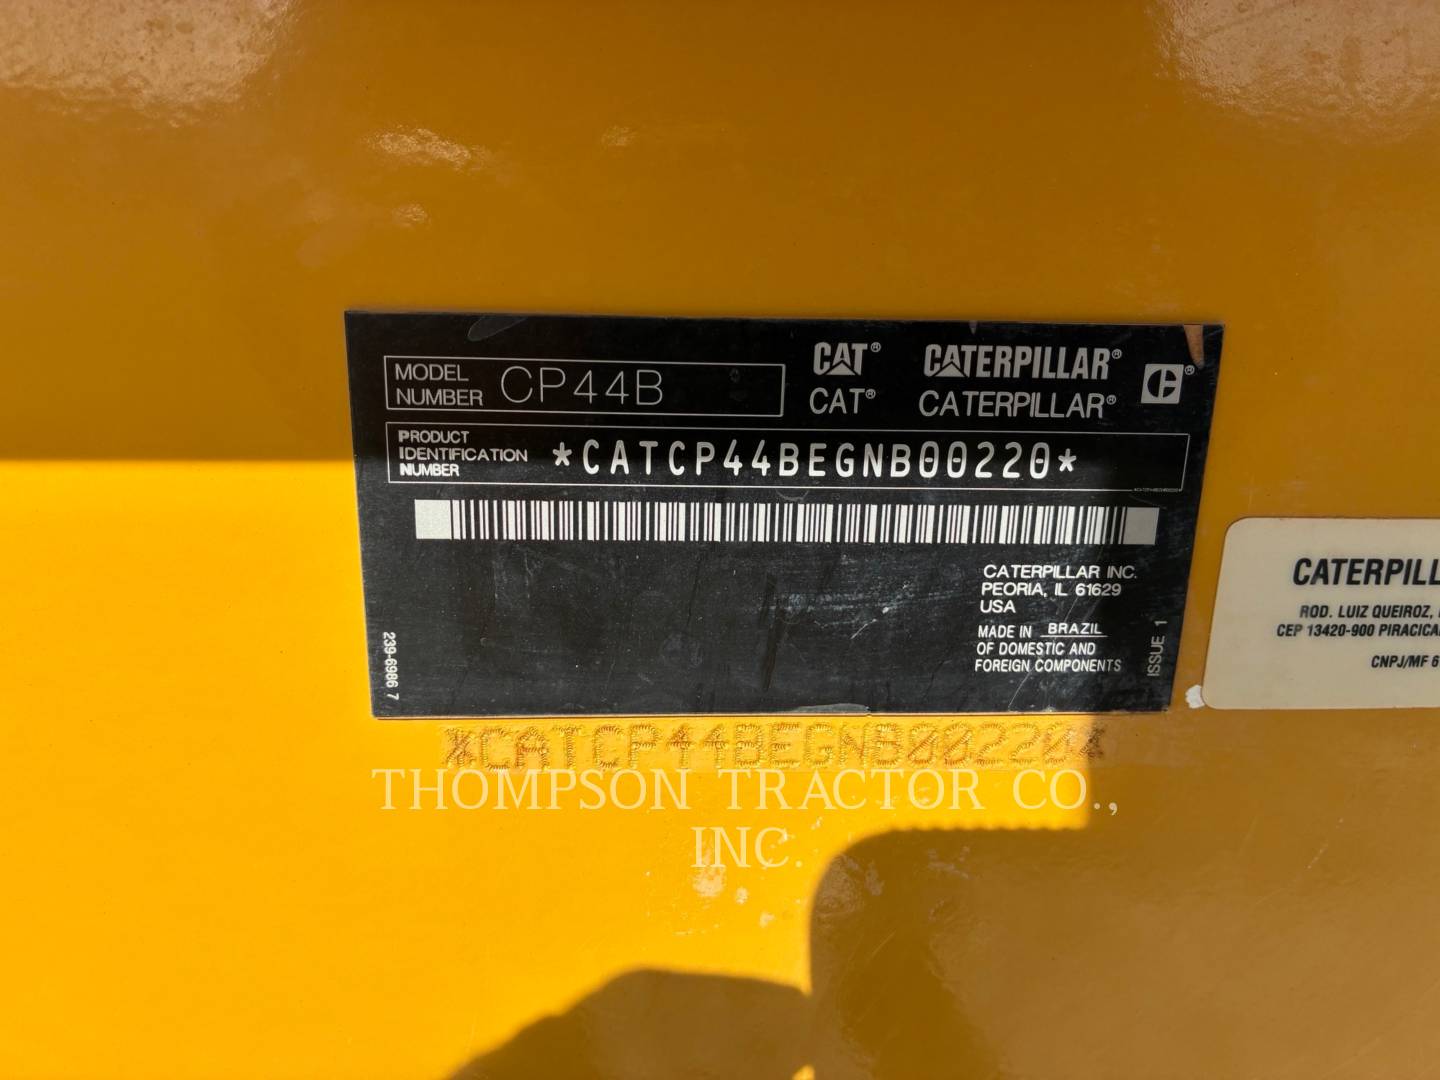 MODEL NUMBER CP44B
CAT® CATERPILLAR®
CAT® CATERPILLAR®
PRODUCT
IDENTIFICATION
NUMBER
*CATCP44BEGNB00220*
CATERPILLAR INC.
PEORIA, IL 61629
USA
MADE IN BRAZIL
OF DOMESTIC AND
FOREIGN COMPONENTS
ISSUE 1
239-6986 7
*CATCP44BEGNB00220*
CATERPILL
ROD. LUIZ QUEIROZ,
CEP 13420-900 PIRACICA
CNPJ/MF 6
THOMPSON TRACTOR CO.,
INC.